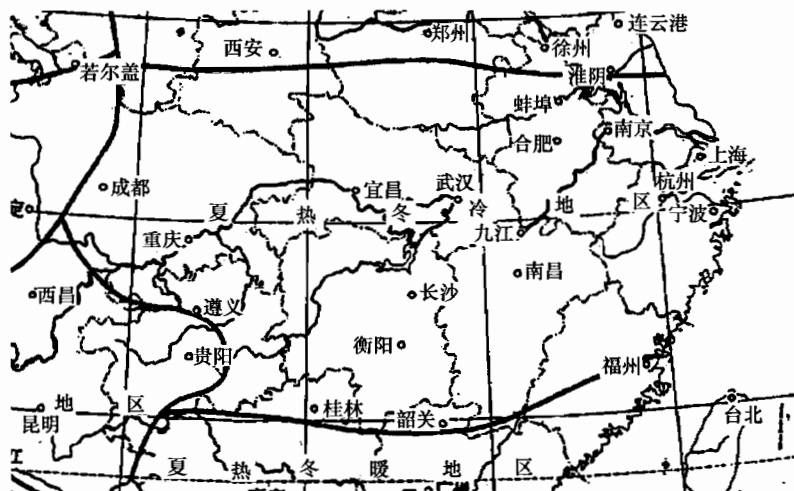 连云港
郑州
徐州
西安
若尔盖
淮阴
蚌埠
南京
合肥
上海
成都
宜昌
武汉
杭州
夏热冬冷地区
宁波
重庆
九江
南昌
西昌
长沙
遵义
衡阳
贵阳
福州
地区
桂林
韶关
台北
昆明
夏热冬暖地区